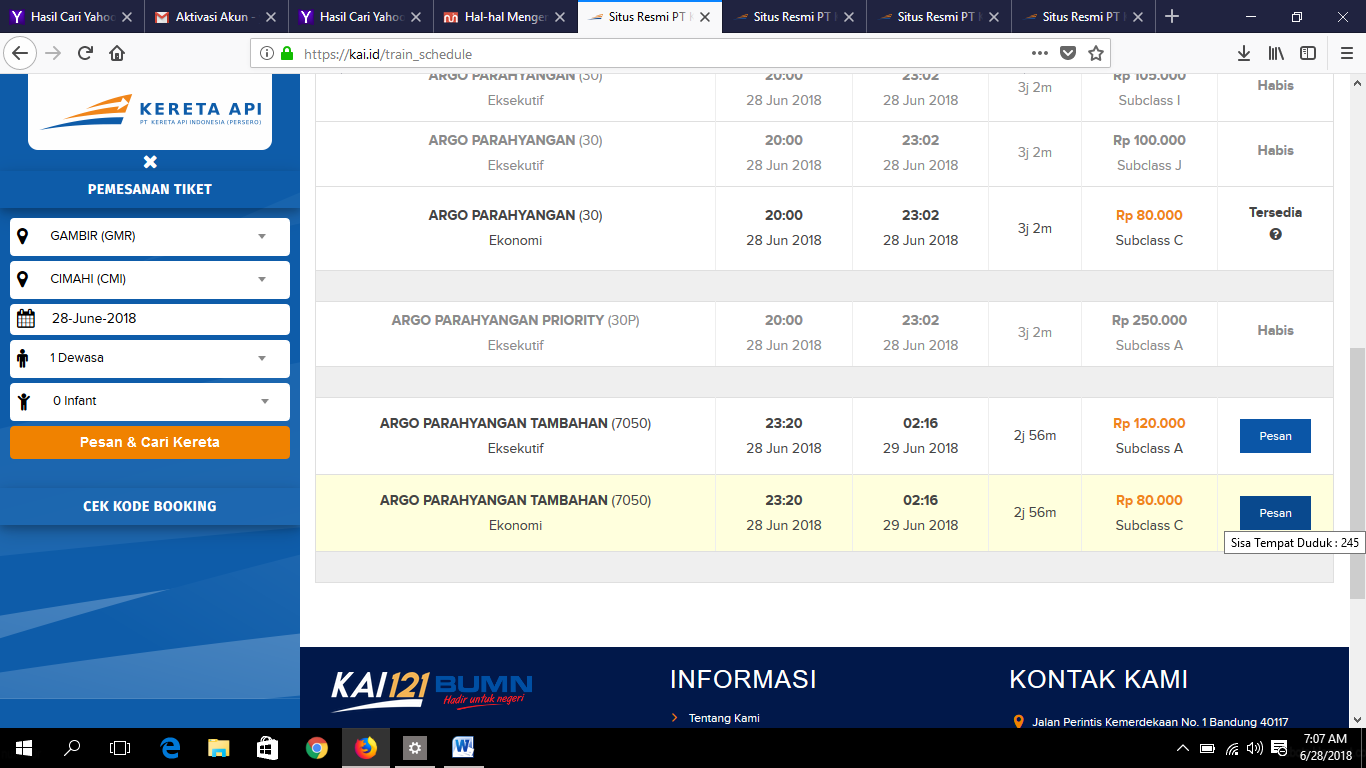 Hasil Cari Yahoo
Aktivasi Akun -
Hasil Cari Yahoo
Hal-hal Menger
Situs Resmi PT
Situs Resmi PT
Situs Resmi PT
Situs Resmi PT
https://kai.id/train_schedule
KERETA API
PT. KERETA API INDONESIA (PERSERO)
PEMESANAN TIKET
GAMBIR (GMR)
CIMAHI (CMI)
28-June-2018
1 Dewasa
0 Infant
Pesan & Cari Kereta
CEK KODE BOOKING
ARGO PARAHYANGAN (30) 20:00 23:02 3j 2m Rp 105.000 Habis
Eksekutif 28 Jun 2018 28 Jun 2018 Subclass I
ARGO PARAHYANGAN (30) 20:00 23:02 3j 2m Rp 100.000 Habis
Eksekutif 28 Jun 2018 28 Jun 2018 Subclass J
ARGO PARAHYANGAN (30) 20:00 23:02 3j 2m Rp 80.000 Tersedia
Ekonomi 28 Jun 2018 28 Jun 2018 Subclass C
ARGO PARAHYANGAN PRIORITY (30P) 20:00 23:02 3j 2m Rp 250.000 Habis
Eksekutif 28 Jun 2018 28 Jun 2018 Subclass A
ARGO PARAHYANGAN TAMBAHAN (7050) 23:20 02:16 2j 56m Rp 120.000 Pesan
Eksekutif 28 Jun 2018 29 Jun 2018 Subclass A
ARGO PARAHYANGAN TAMBAHAN (7050) 23:20 02:16 2j 56m Rp 80.000 Pesan
Ekonomi 28 Jun 2018 29 Jun 2018 Subclass C
Sisa Tempat Duduk : 245
KAI121 BUMN
Hadir untuk negeri
INFORMASI
Tentang Kami
KONTAK KAMI
Jalan Perintis Kemerdekaan No. 1 Bandung 40117
7:07 AM
6/28/2018